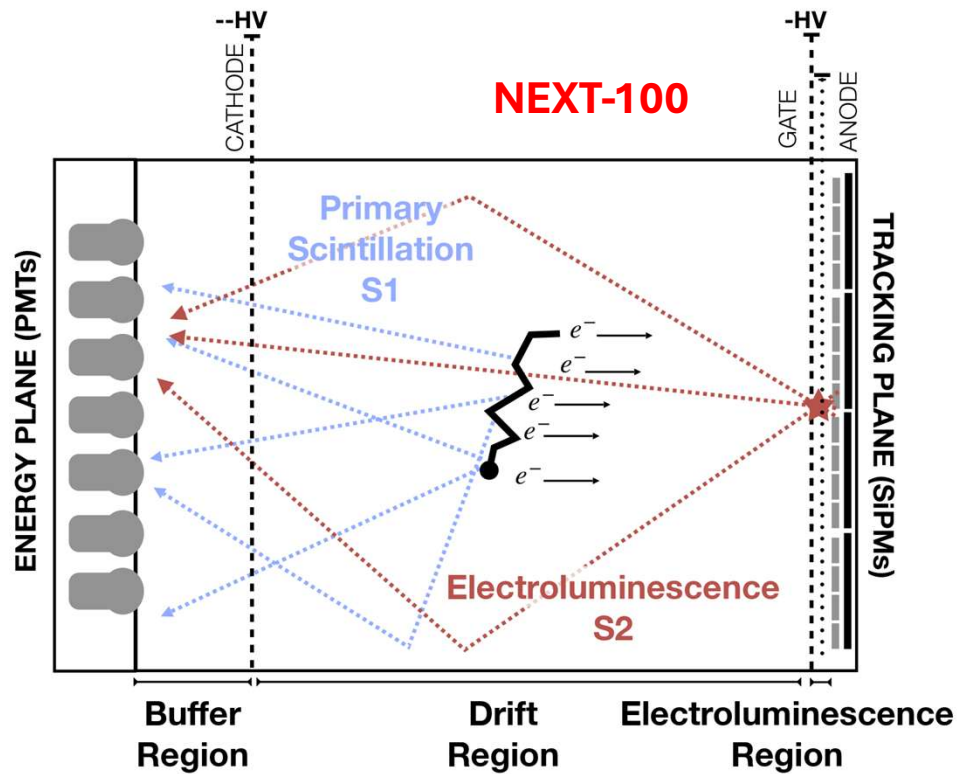 --HV
-HV
CATHODE
NEXT-100
GATE
ANODE
Primary
Scintillation
S1
e⁻
e⁻
e⁻
e⁻
e⁻
ENERGY PLANE (PMTs)
TRACKING PLANE (SiPMs)
Electroluminescence
S2
Buffer
Region
Drift
Region
Electroluminescence
Region